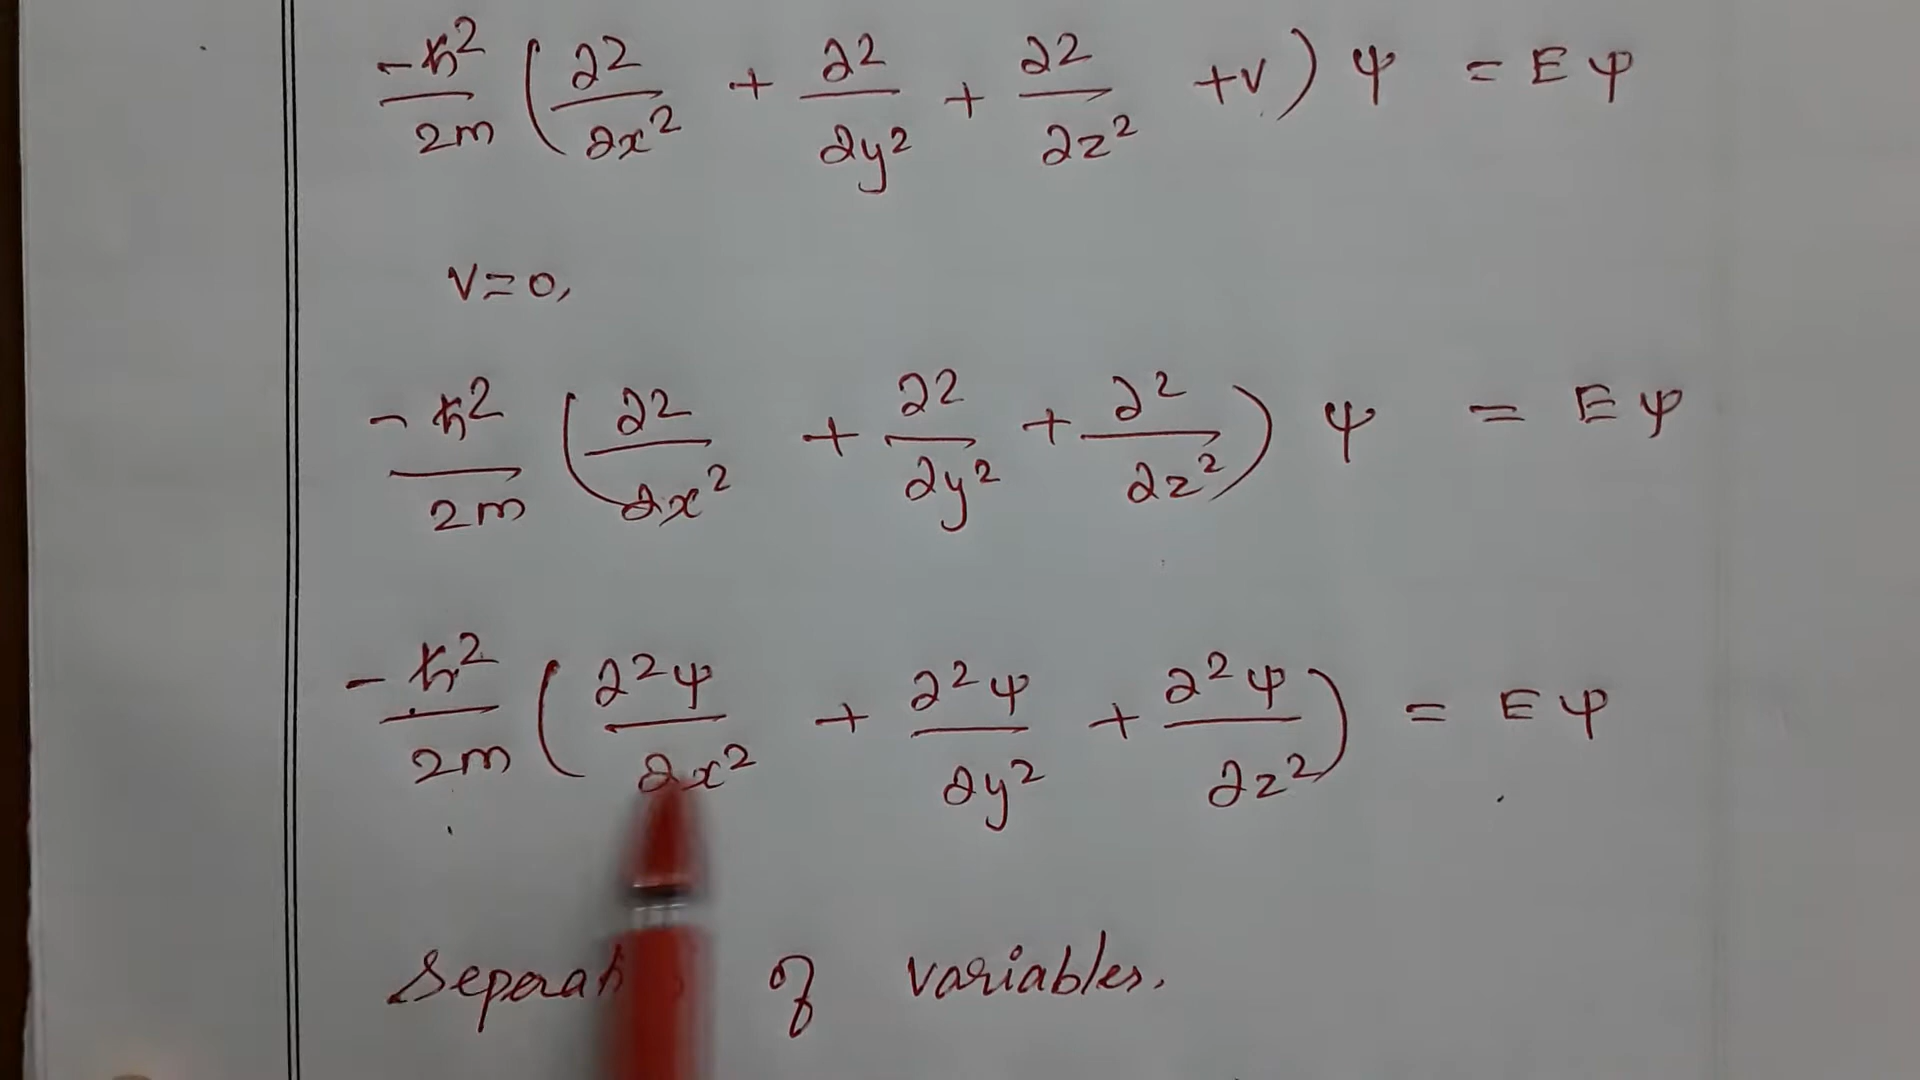 -ħ²/2m (∂²/∂x² + ∂²/∂y² + ∂²/∂z² +V) ψ = Eψ
V=0,
-ħ²/2m (∂²/∂x² + ∂²/∂y² + ∂²/∂z²) ψ = Eψ
-ħ²/2m (∂²ψ/∂x² + ∂²ψ/∂y² + ∂²ψ/∂z²) = Eψ
of variables.